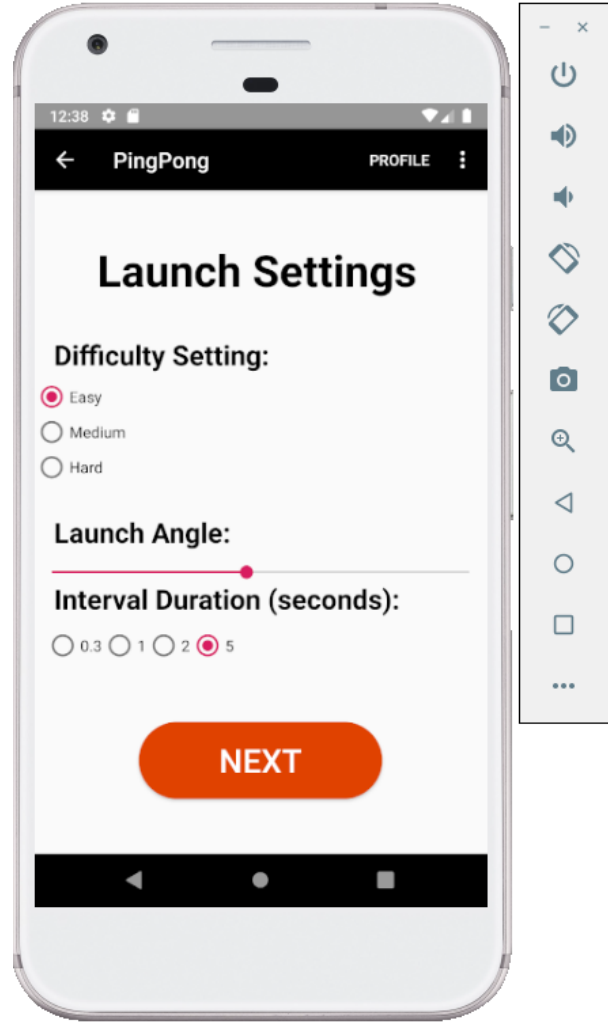 12:38
PingPong PROFILE
Launch Settings
Difficulty Setting:
Easy
Medium
Hard
Launch Angle:
Interval Duration (seconds):
0.3 1 2 5
NEXT